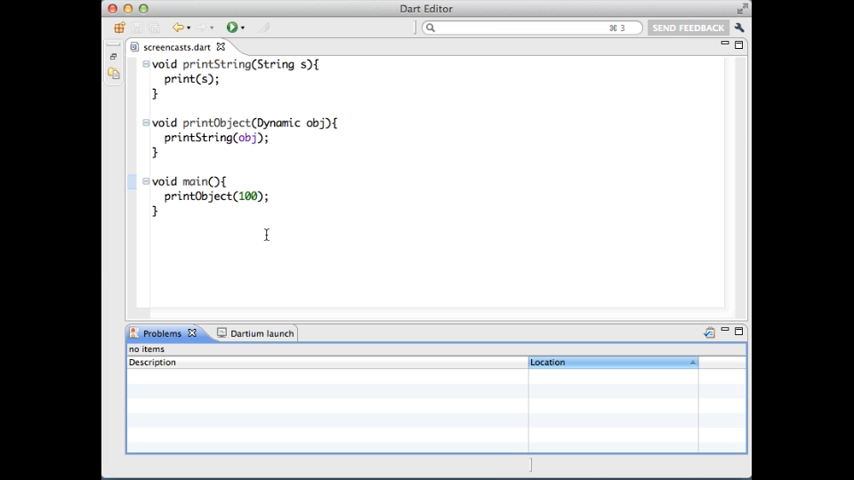 Dart Editor
⌘ 3
SEND FEEDBACK
screencasts.dart
void printString(String s){
print(s);
}
void printObject(Dynamic obj){
printString(obj);
}
void main(){
printObject(100);
}
Problems
Dartium launch
no items
Description
Location